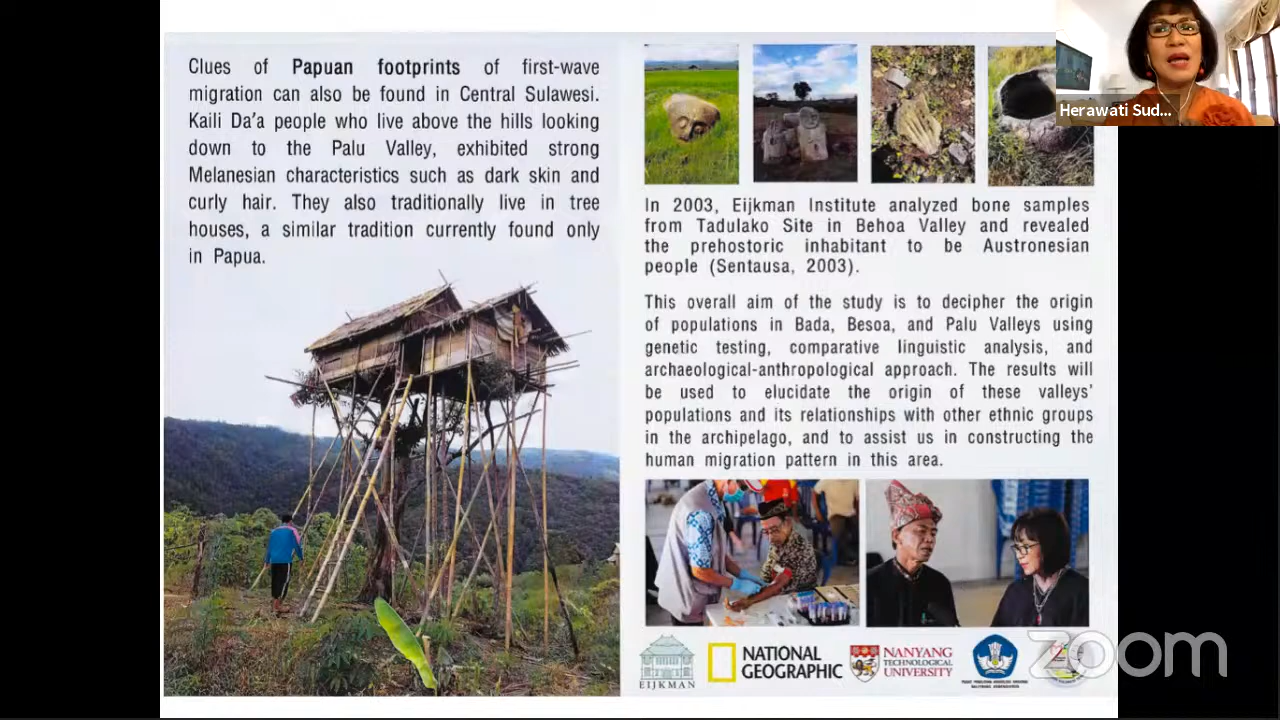 Clues of Papuan footprints of first-wave
migration can also be found in Central Sulawesi.
Kaili Da'a people who lives on the hills looking
down to the Palu Valley, exhibited strong
Melanesian characteristics such as dark skin and
curly hair. They also traditionally live in tree
houses, a similar tradition currently found only
in Papua.
In 2003, Eijkman Institute analyzed bone samples
from Tadulako Site in Behoa Valley and revealed
the prehostoric inhabitant to be Austronesian
people (Sentausa, 2003).
This overall aim of the study is to decipher the origin
of populations in Bada, Besoa, and Palu Valleys using
genetic testing, comparative linguistic analysis, and
archaeological-anthropological approach. The results will
be used to elucidate the origin of these valleys'
populations and its relationships with other ethnic groups
in the archipelago, and to assist us in constructing the
human migration pattern in this area.
EIJKMAN
NATIONAL
GEOGRAPHIC
NANYANG
TECHNOLOGICAL
UNIVERSITY
zoom
Herawati Sud...